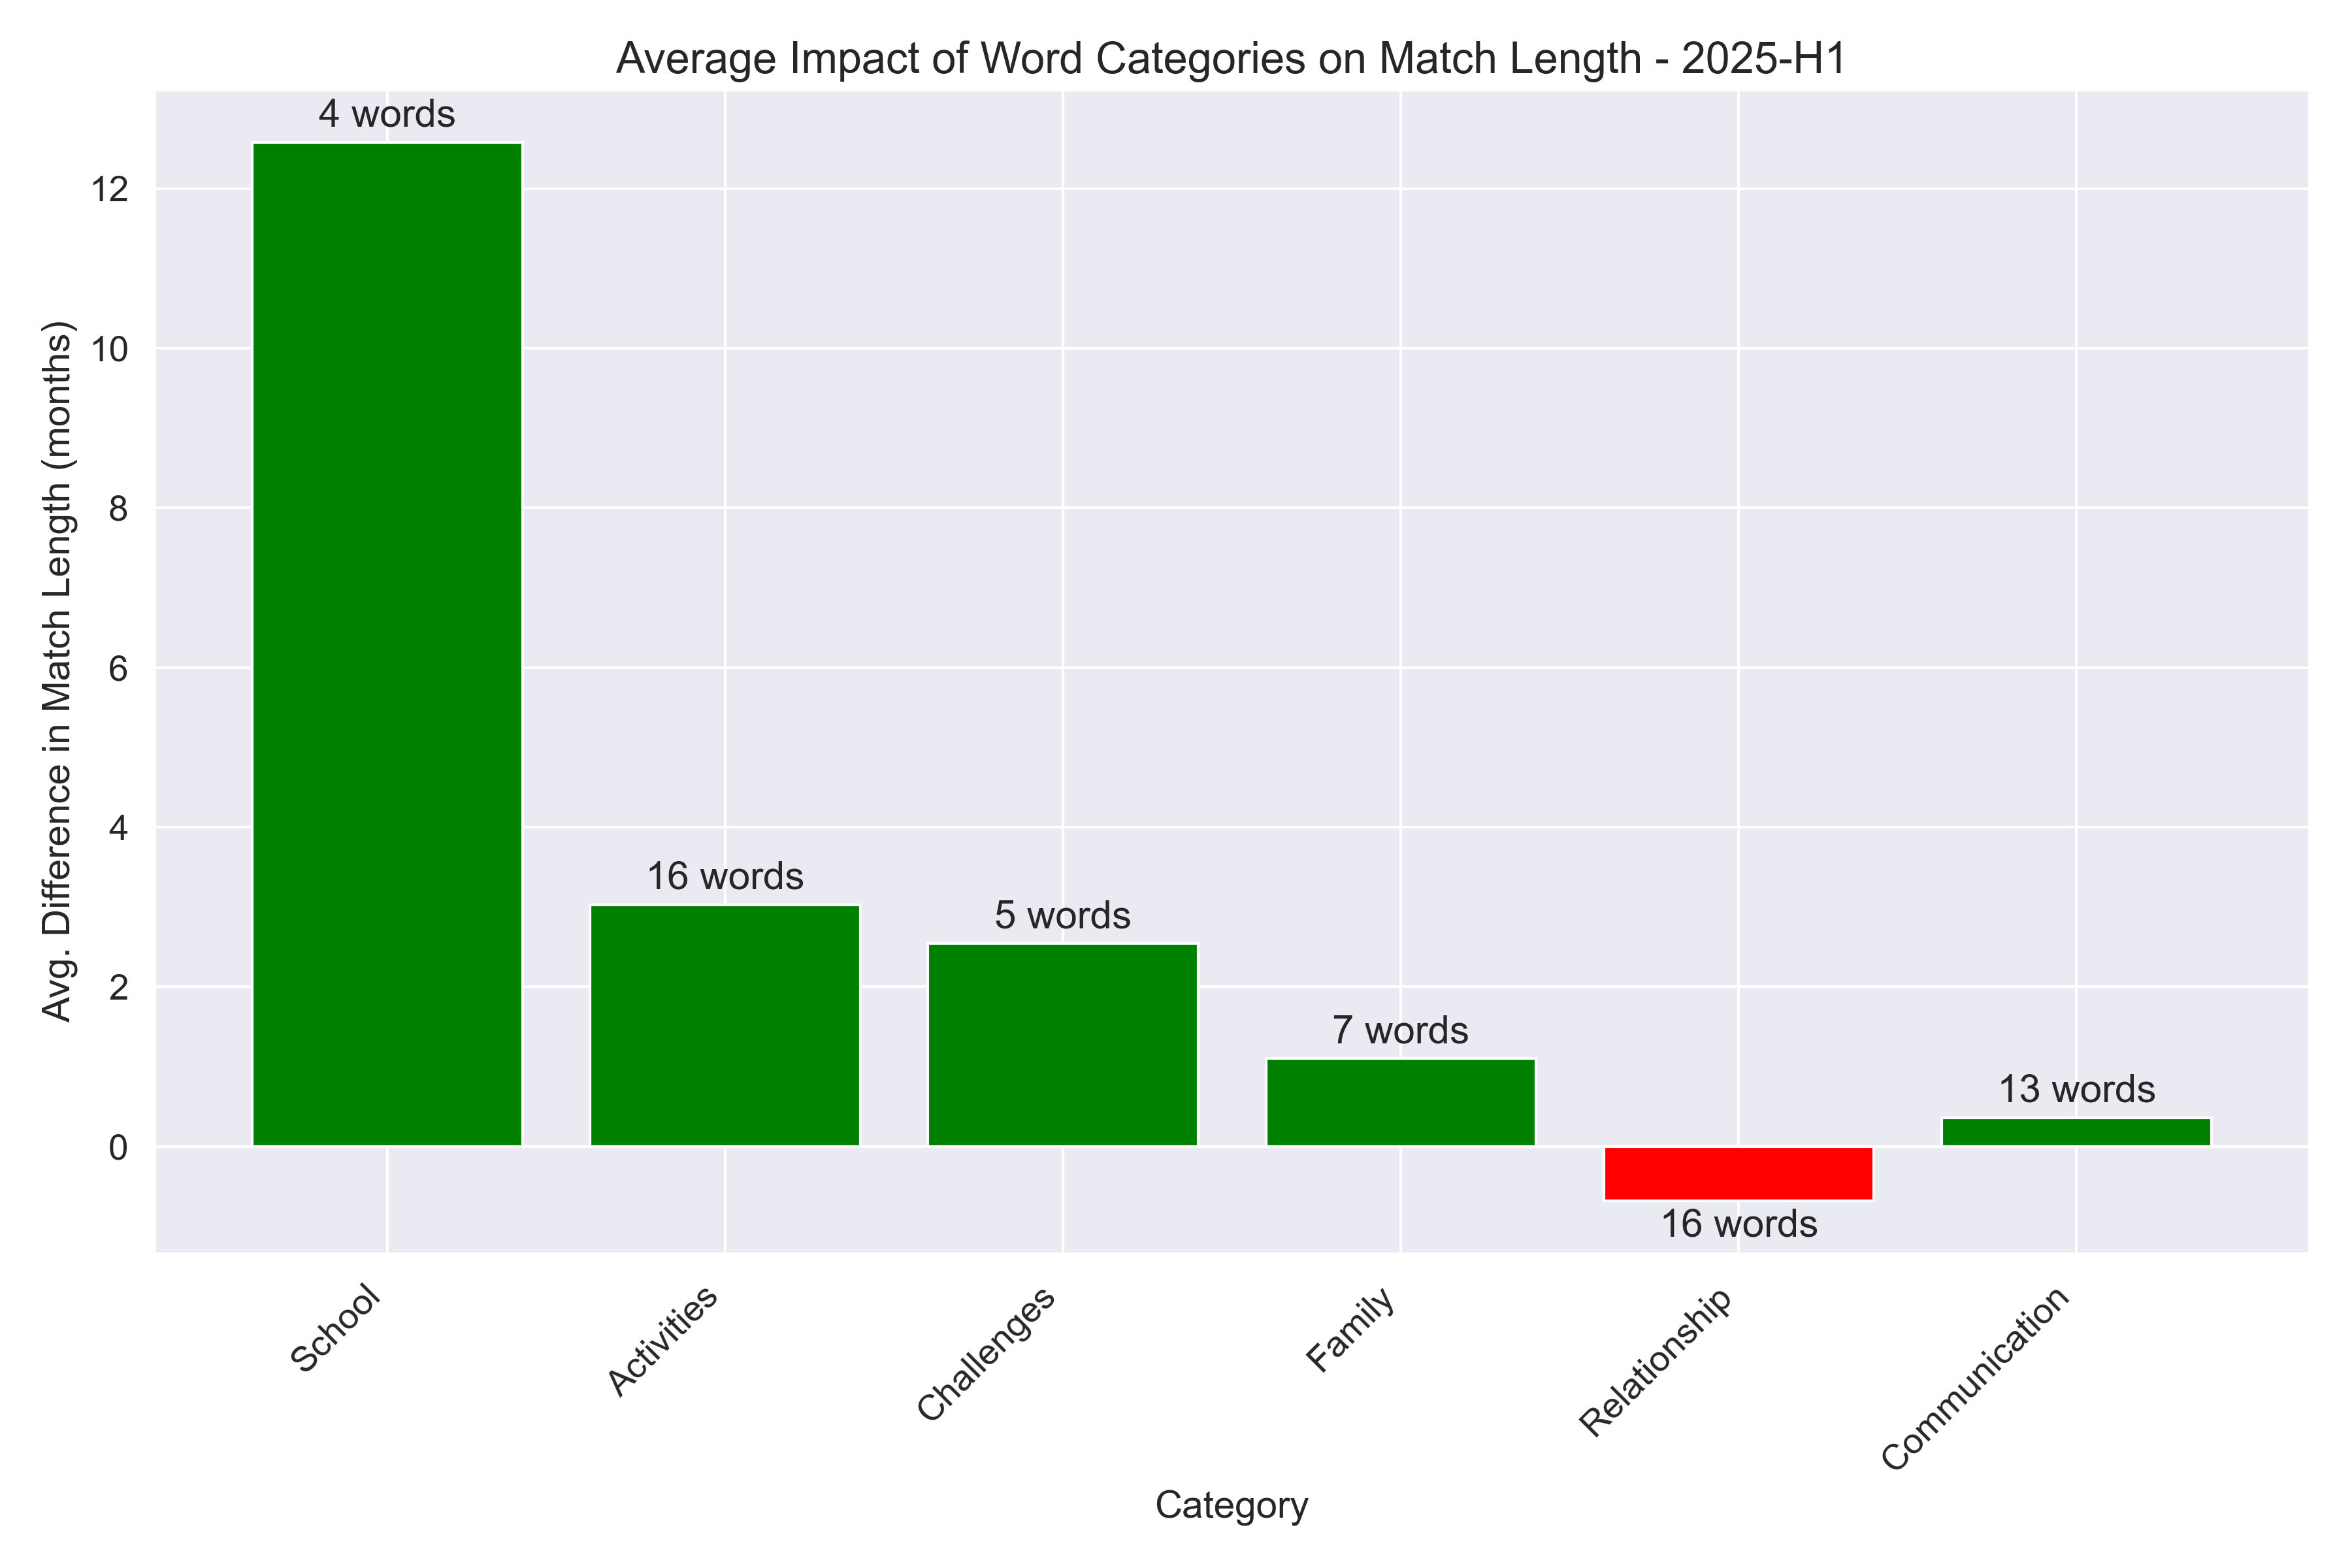 Average Impact of Word Categories on Match Length - 2025-H1
Avg. Difference in Match Length (months)
12
10
8
6
4
2
0
4 words
16 words
5 words
7 words
16 words
13 words
School
Activities
Challenges
Family
Relationship
Communication
Category